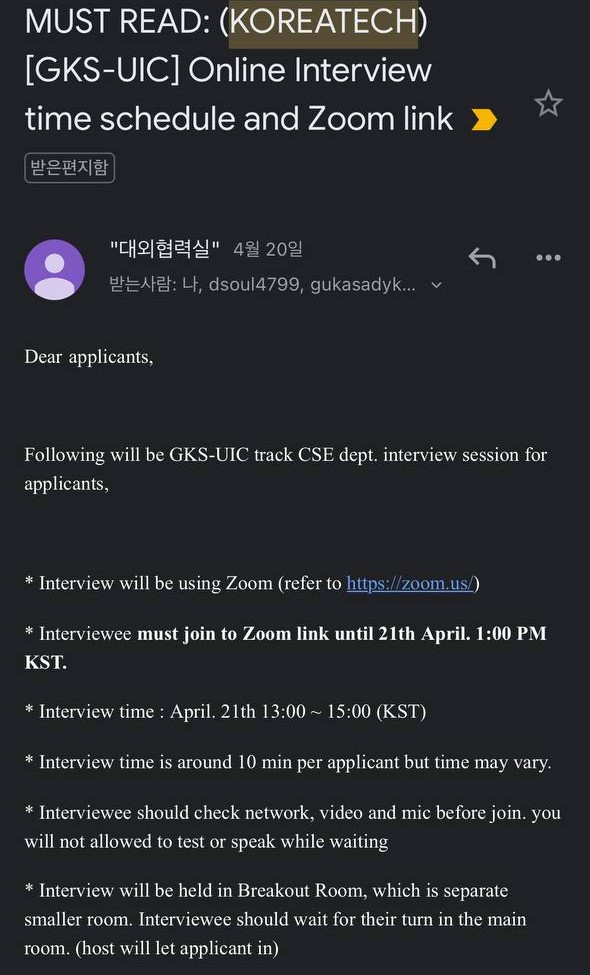 MUST READ: (KOREATECH)
[GKS-UIC] Online Interview
time schedule and Zoom link
받은편지함
"대외협력실" 4월 20일
받는사람: 나, dsoul4799, gukasadyk...
Dear applicants,
Following will be GKS-UIC track CSE dept. interview session for
applicants,
* Interview will be using Zoom (refer to https://zoom.us/)
* Interviewee must join to Zoom link until 21th April. 1:00 PM
KST.
* Interview time : April. 21th 13:00 ~ 15:00 (KST)
* Interview time is around 10 min per applicant but time may vary.
* Interviewee should check network, video and mic before join. you
will not allowed to test or speak while waiting
* Interview will be held in Breakout Room, which is separate
smaller room. Interviewee should wait for their turn in the main
room. (host will let applicant in)